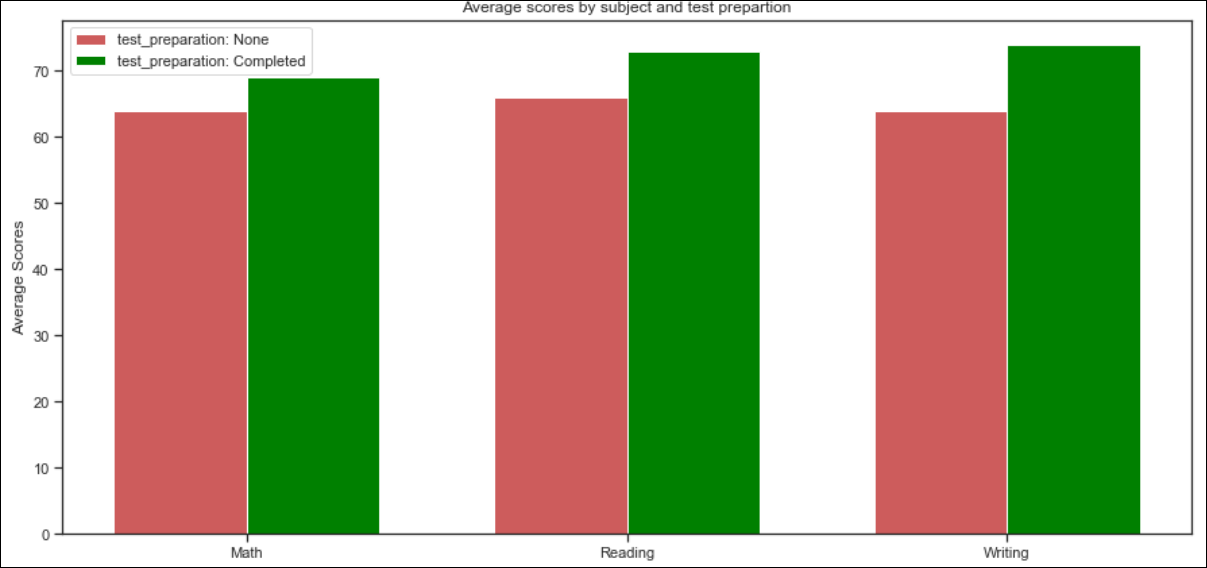 Average scores by subject and test prepartion
test_preparation: None
test_preparation: Completed
Average Scores
70
60
50
40
30
20
10
0
Math
Reading
Writing